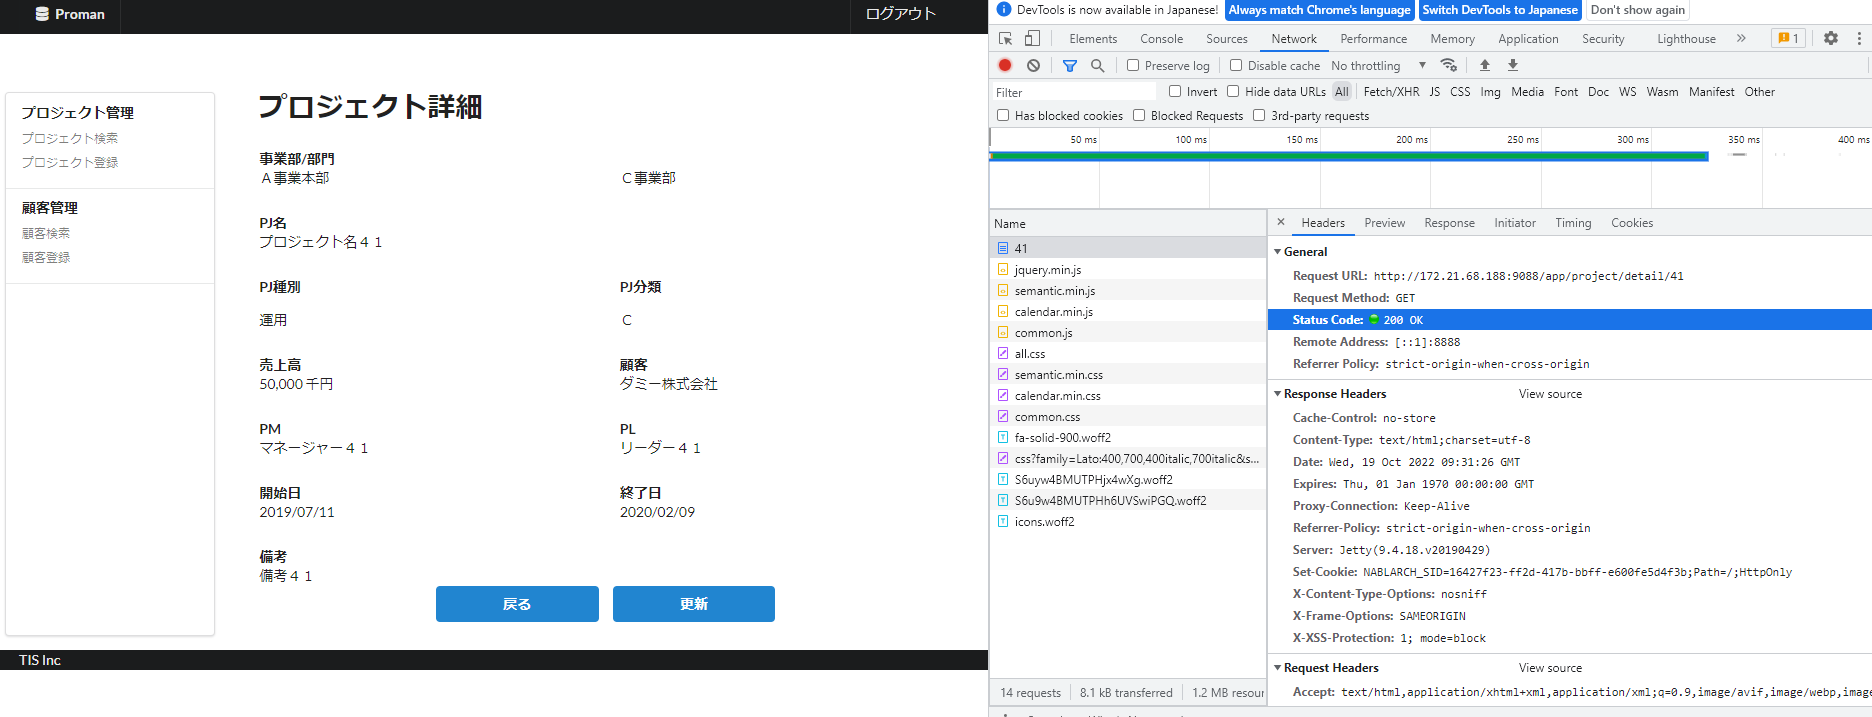 Proman
ログアウト
プロジェクト管理
プロジェクト検索
プロジェクト登録
顧客管理
顧客検索
顧客登録
プロジェクト詳細
事業部/部門
Ａ事業本部 Ｃ事業部
PJ名
プロジェクト名４１
PJ種別 PJ分類
運用 Ｃ
売上高 顧客
50,000 千円 ダミー株式会社
PM PL
マネージャー４１ リーダー４１
開始日 終了日
2019/07/11 2020/02/09
備考
備考４１
戻る 更新
TIS Inc
DevTools is now available in Japanese! Always match Chrome's language Switch DevTools to Japanese Don't show again
Elements Console Sources Network Performance Memory Application Security Lighthouse » 1
Preserve log Disable cache No throttling
Filter Invert Hide data URLs All Fetch/XHR JS CSS Img Media Font Doc WS Wasm Manifest Other
Has blocked cookies Blocked Requests 3rd-party requests
50 ms 100 ms 150 ms 200 ms 250 ms 300 ms 350 ms 400 ms
Name
41
jquery.min.js
semantic.min.js
calendar.min.js
common.js
all.css
semantic.min.css
calendar.min.css
common.css
fa-solid-900.woff2
css?family=Lato:400,700,400italic,700italic&s...
S6uyw4BMUTPHjx4wXg.woff2
S6u9w4BMUTPHh6UVSwiPGQ.woff2
icons.woff2
14 requests 8.1 kB transferred 1.2 MB resour
× Headers Preview Response Initiator Timing Cookies
General
Request URL: http://172.21.68.188:9088/app/project/detail/41
Request Method: GET
Status Code: 200 OK
Remote Address: [::1]:8888
Referrer Policy: strict-origin-when-cross-origin
Response Headers View source
Cache-Control: no-store
Content-Type: text/html;charset=utf-8
Date: Wed, 19 Oct 2022 09:31:26 GMT
Expires: Thu, 01 Jan 1970 00:00:00 GMT
Proxy-Connection: Keep-Alive
Referrer-Policy: strict-origin-when-cross-origin
Server: Jetty(9.4.18.v20190429)
Set-Cookie: NABLARCH_SID=16427f23-ff2d-417b-bbff-e600fe5d4f3b;Path=/;HttpOnly
X-Content-Type-Options: nosniff
X-Frame-Options: SAMEORIGIN
X-XSS-Protection: 1; mode=block
Request Headers View source
Accept: text/html,application/xhtml+xml,application/xml;q=0.9,image/avif,image/webp,image